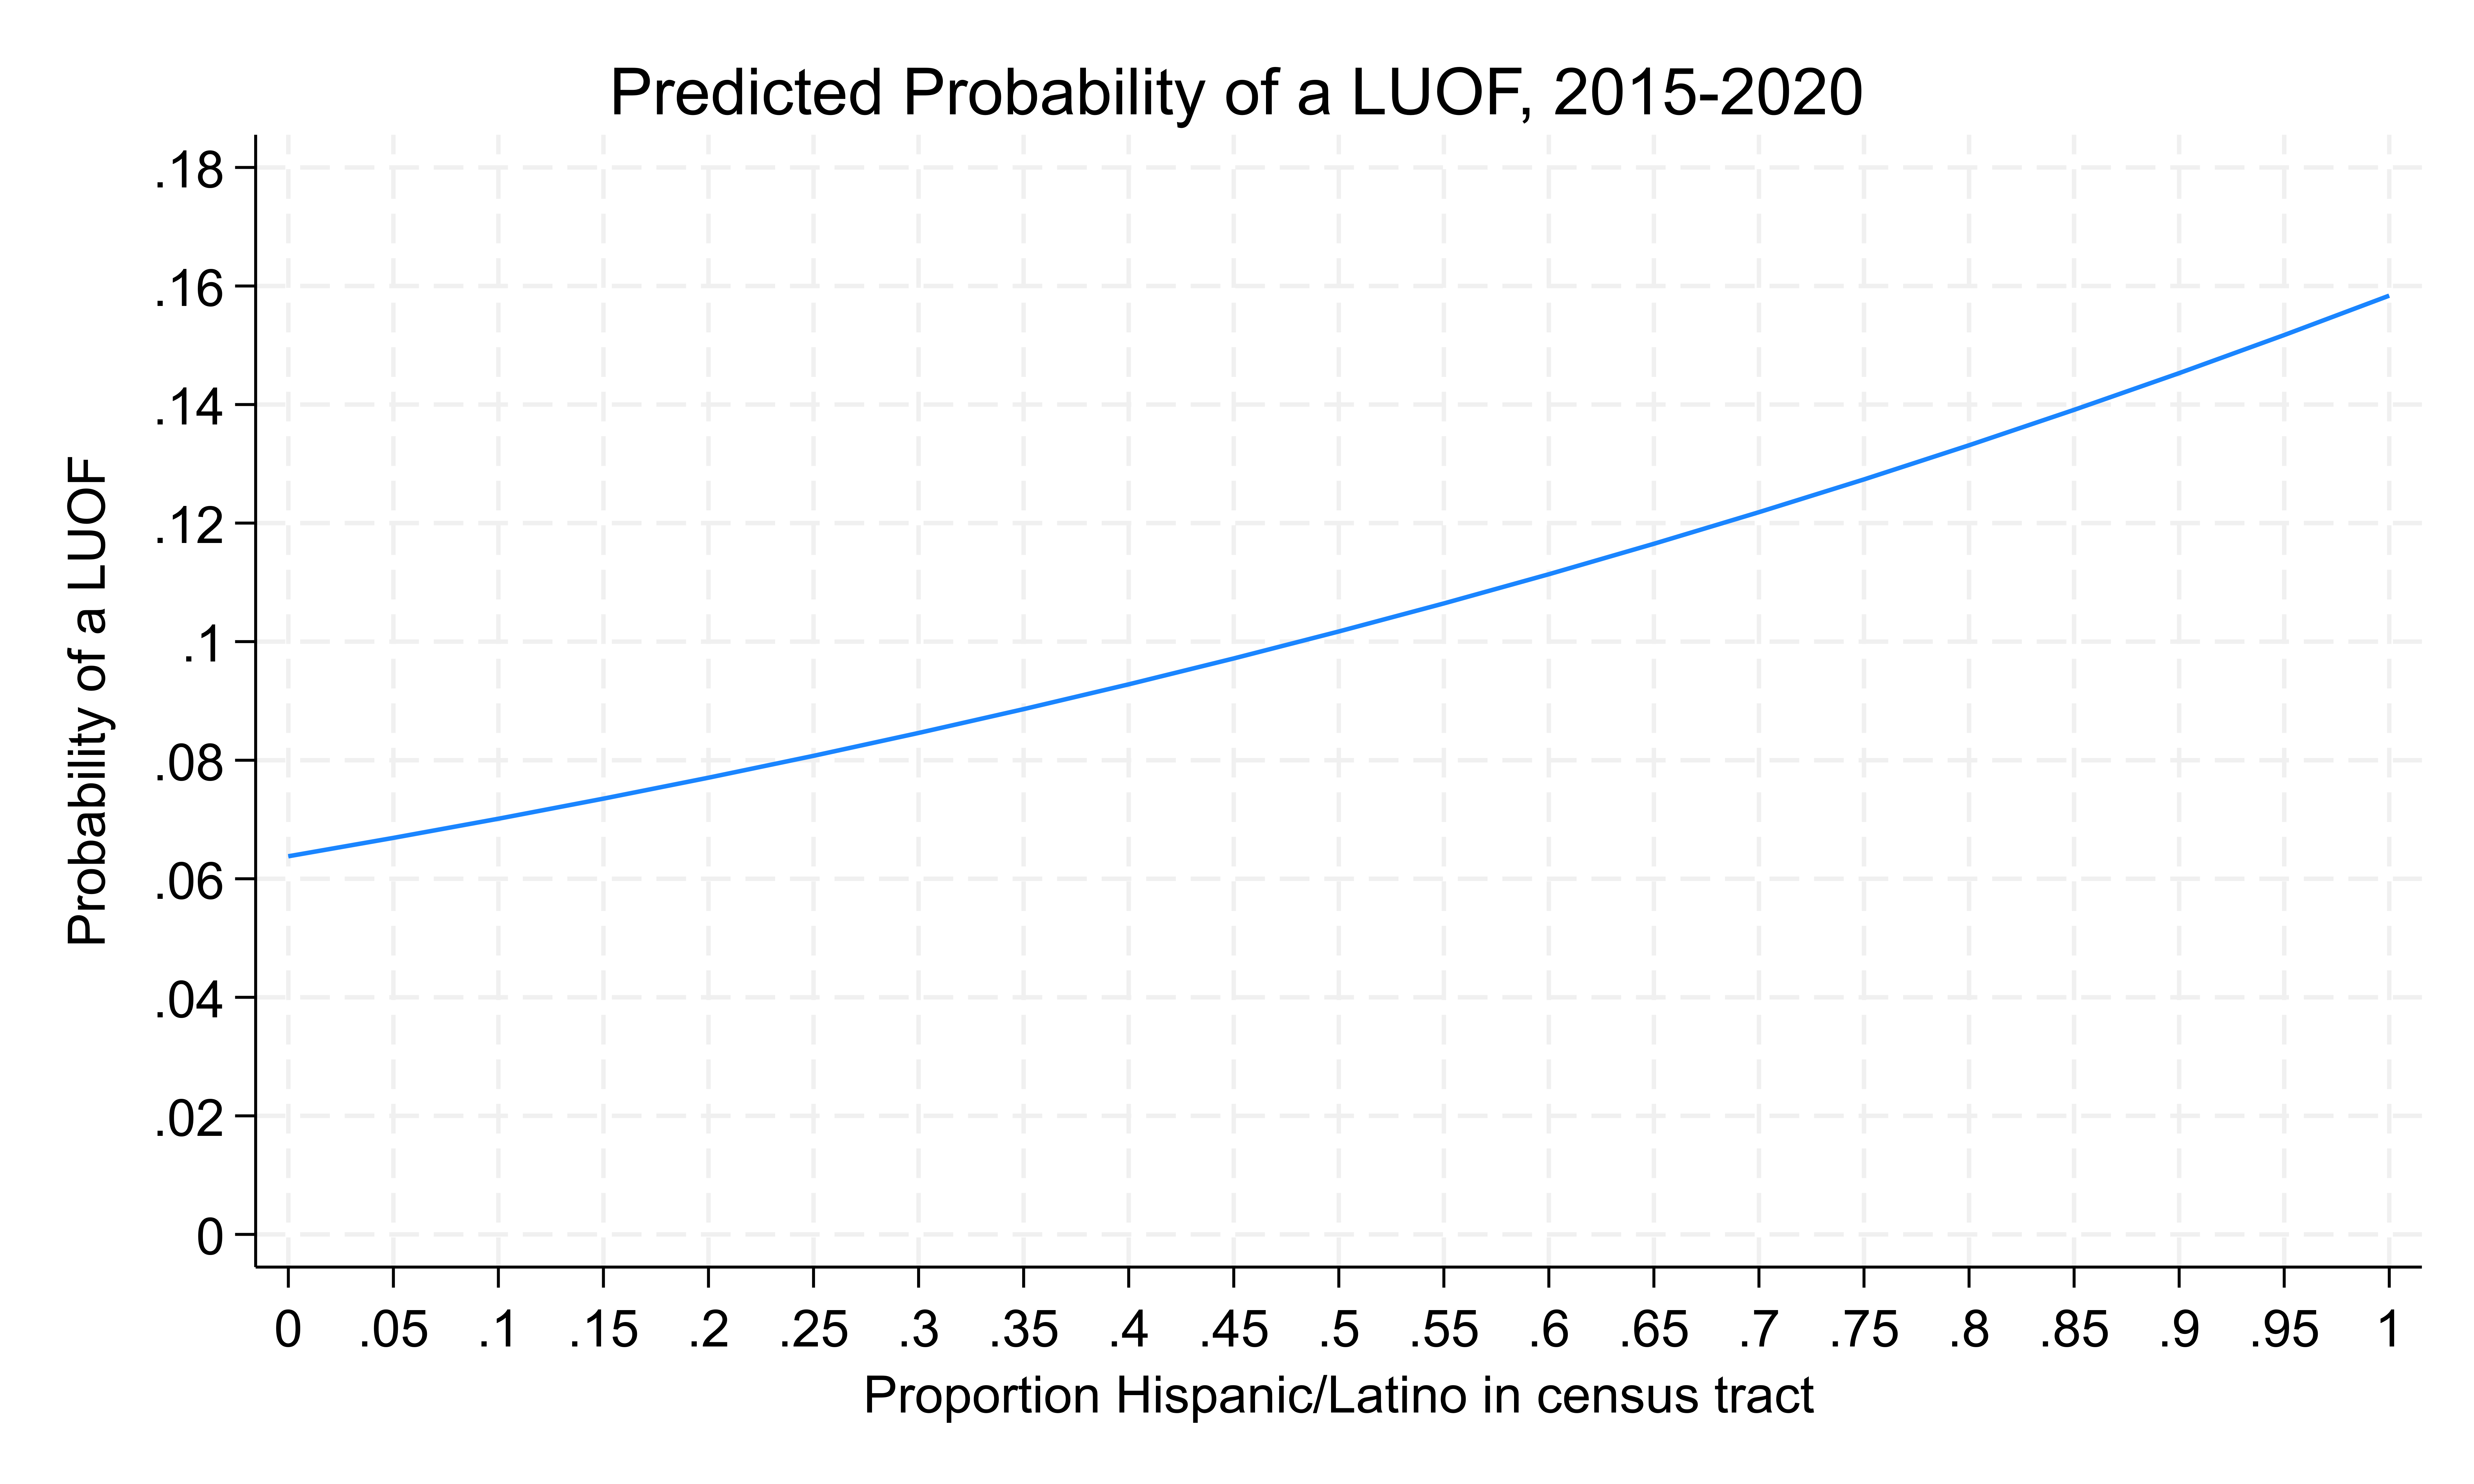 Predicted Probability of a LUOF, 2015-2020
Probability of a LUOF
.18
.16
.14
.12
.1
.08
.06
.04
.02
0
0 .05 .1 .15 .2 .25 .3 .35 .4 .45 .5 .55 .6 .65 .7 .75 .8 .85 .9 .95 1
Proportion Hispanic/Latino in census tract